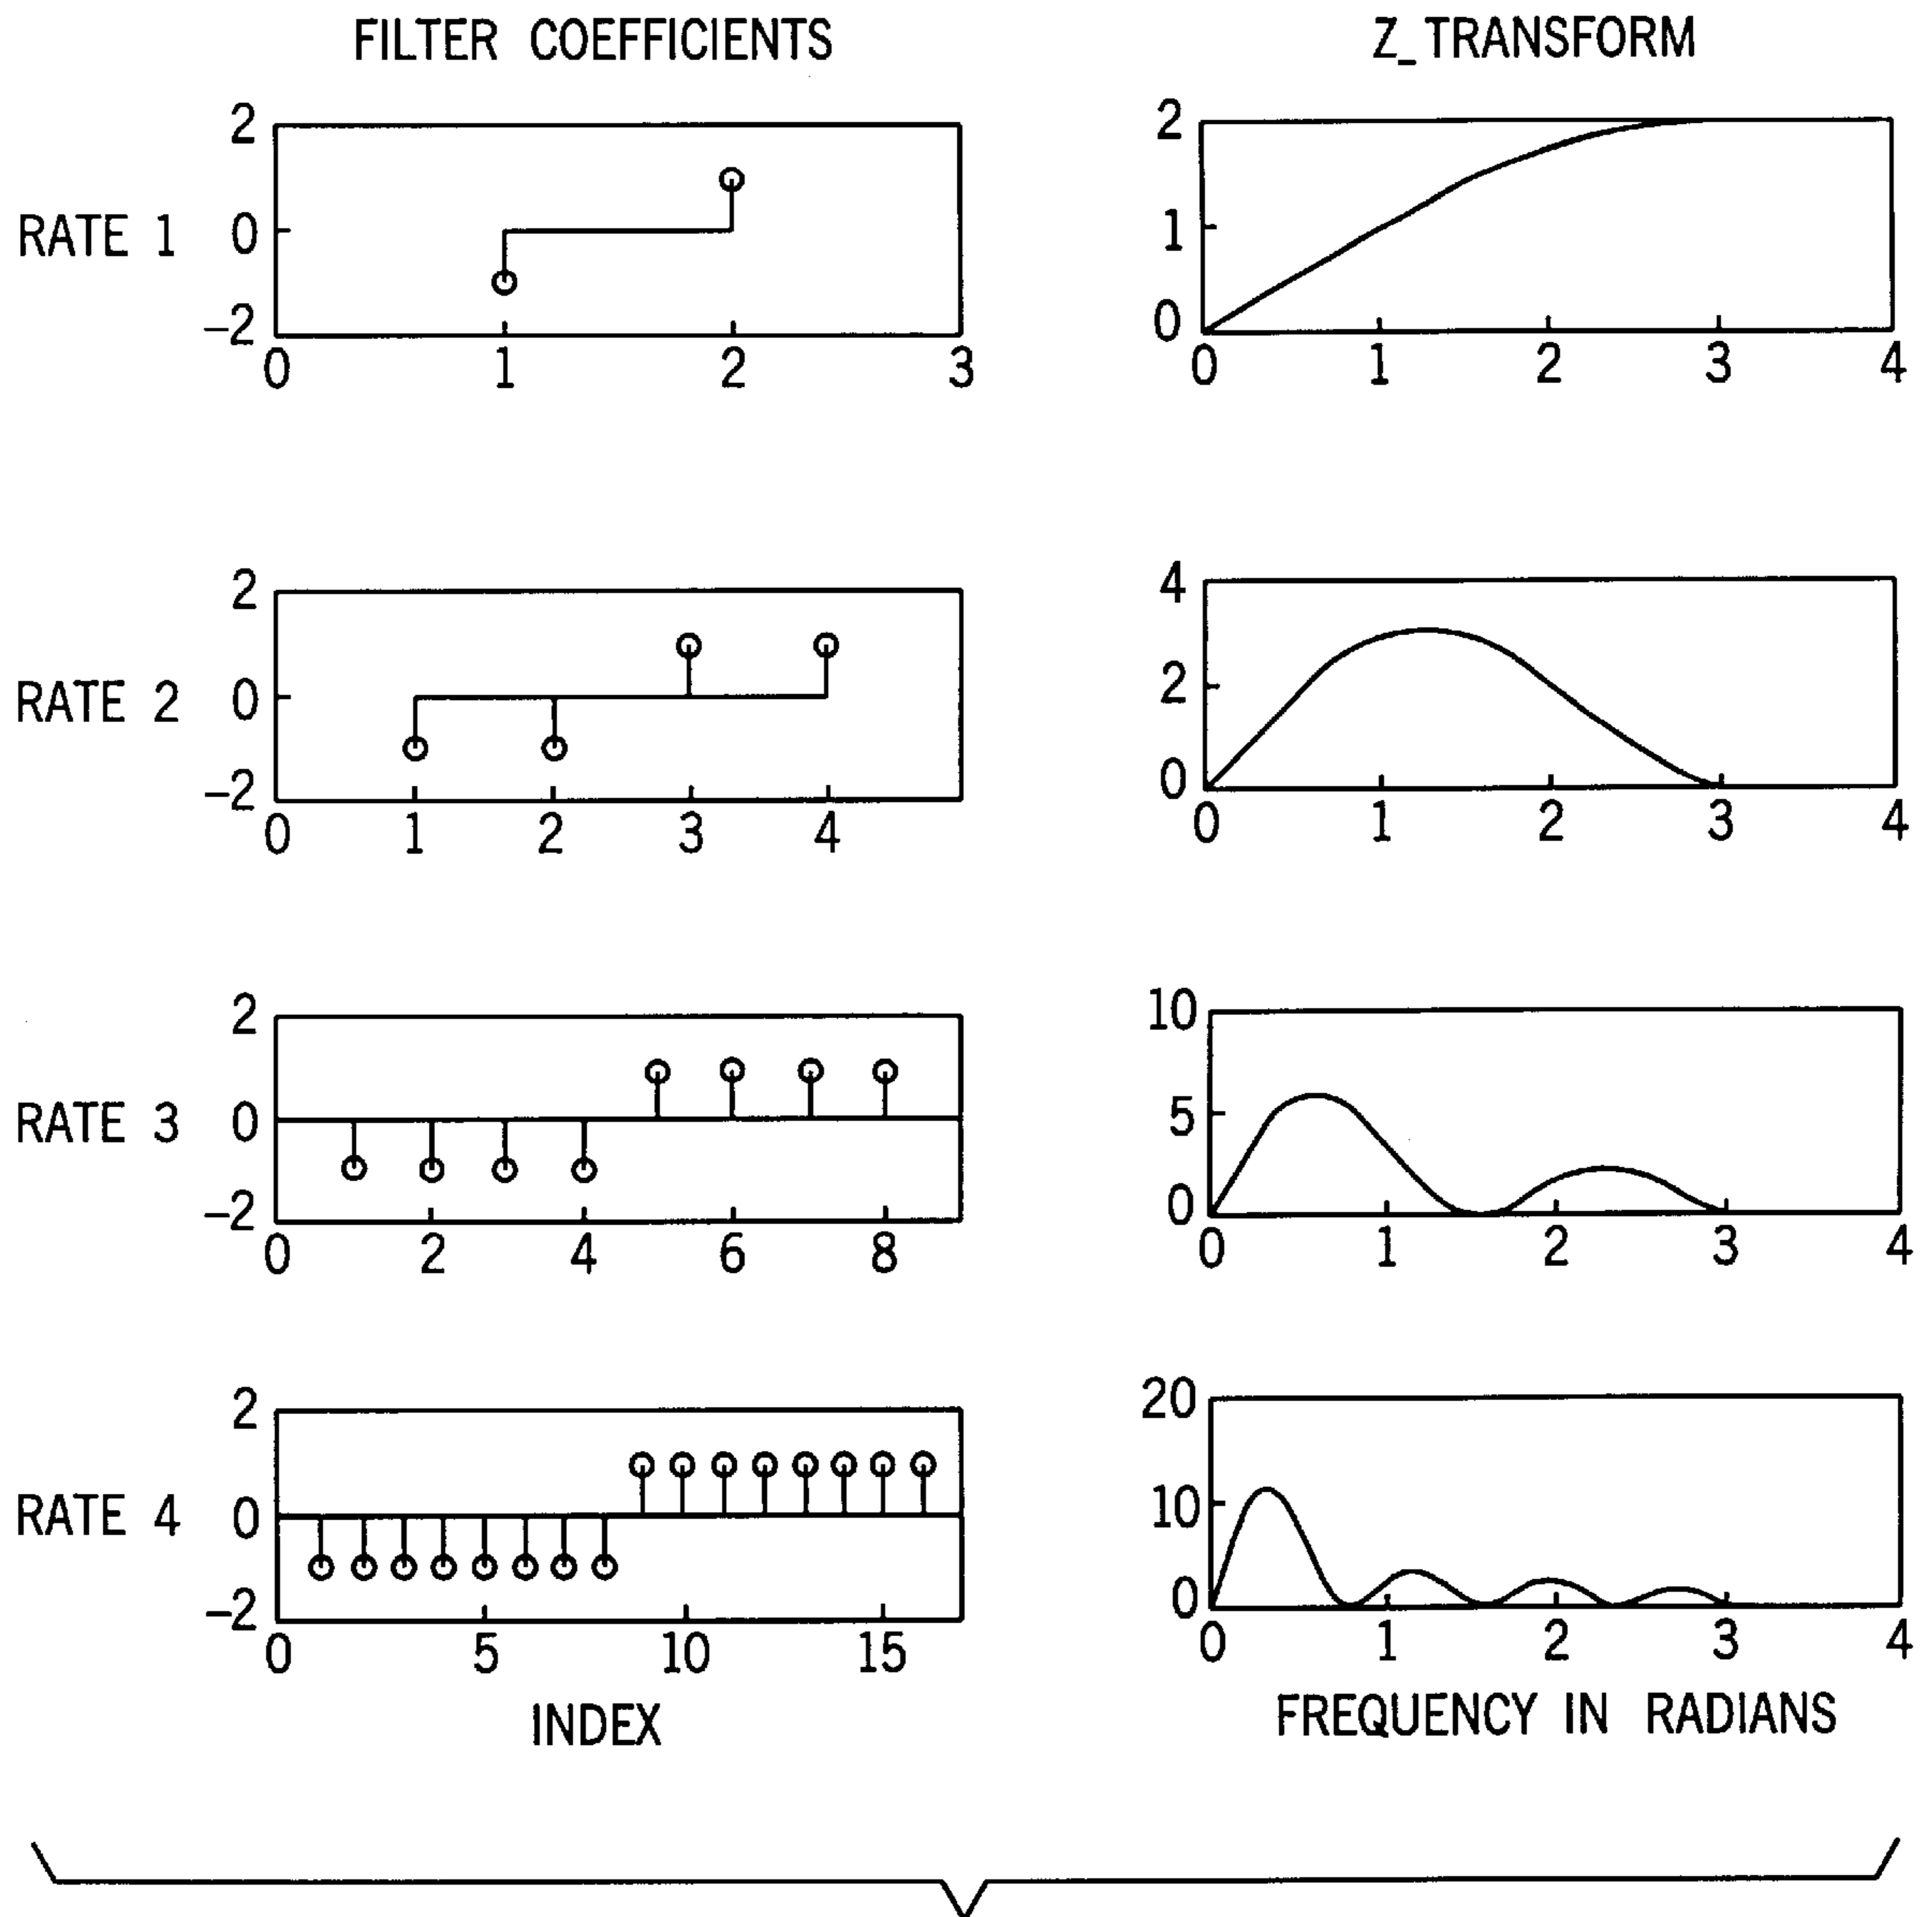 FILTER COEFFICIENTS
Z_TRANSFORM
RATE 1
2
0
-2
0 1 2 3
2
1
0
0 1 2 3 4
RATE 2
2
0
-2
0 1 2 3 4
4
2
0
0 1 2 3 4
RATE 3
2
0
-2
0 2 4 6 8
10
5
0
0 1 2 3 4
RATE 4
2
0
-2
0 5 10 15
INDEX
20
10
0
0 1 2 3 4
FREQUENCY IN RADIANS